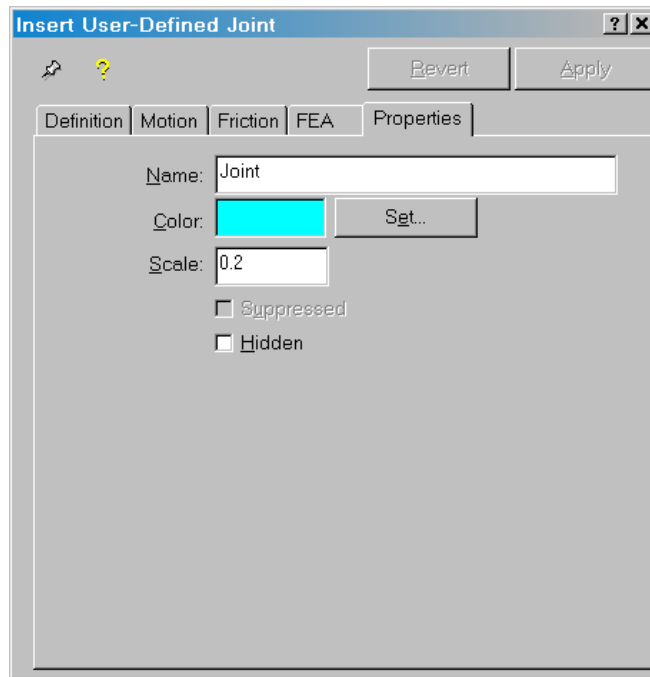 Insert User-Defined Joint
Revert Apply
Definition Motion Friction FEA Properties
Name: Joint
Color: Set...
Scale: 0.2
Suppressed
Hidden